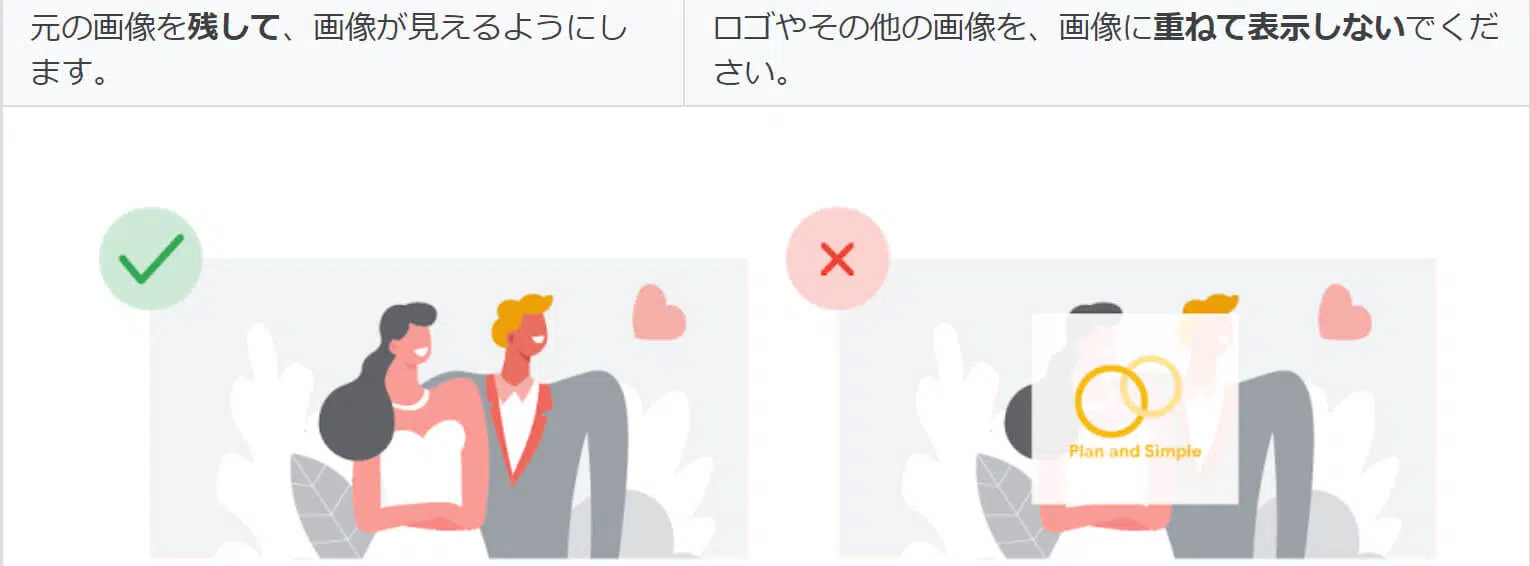 元の画像を残して、画像が見えるようにし
ます。
ロゴやその他の画像を、画像に重ねて表示しないでくだ
さい。
Plan and Simple